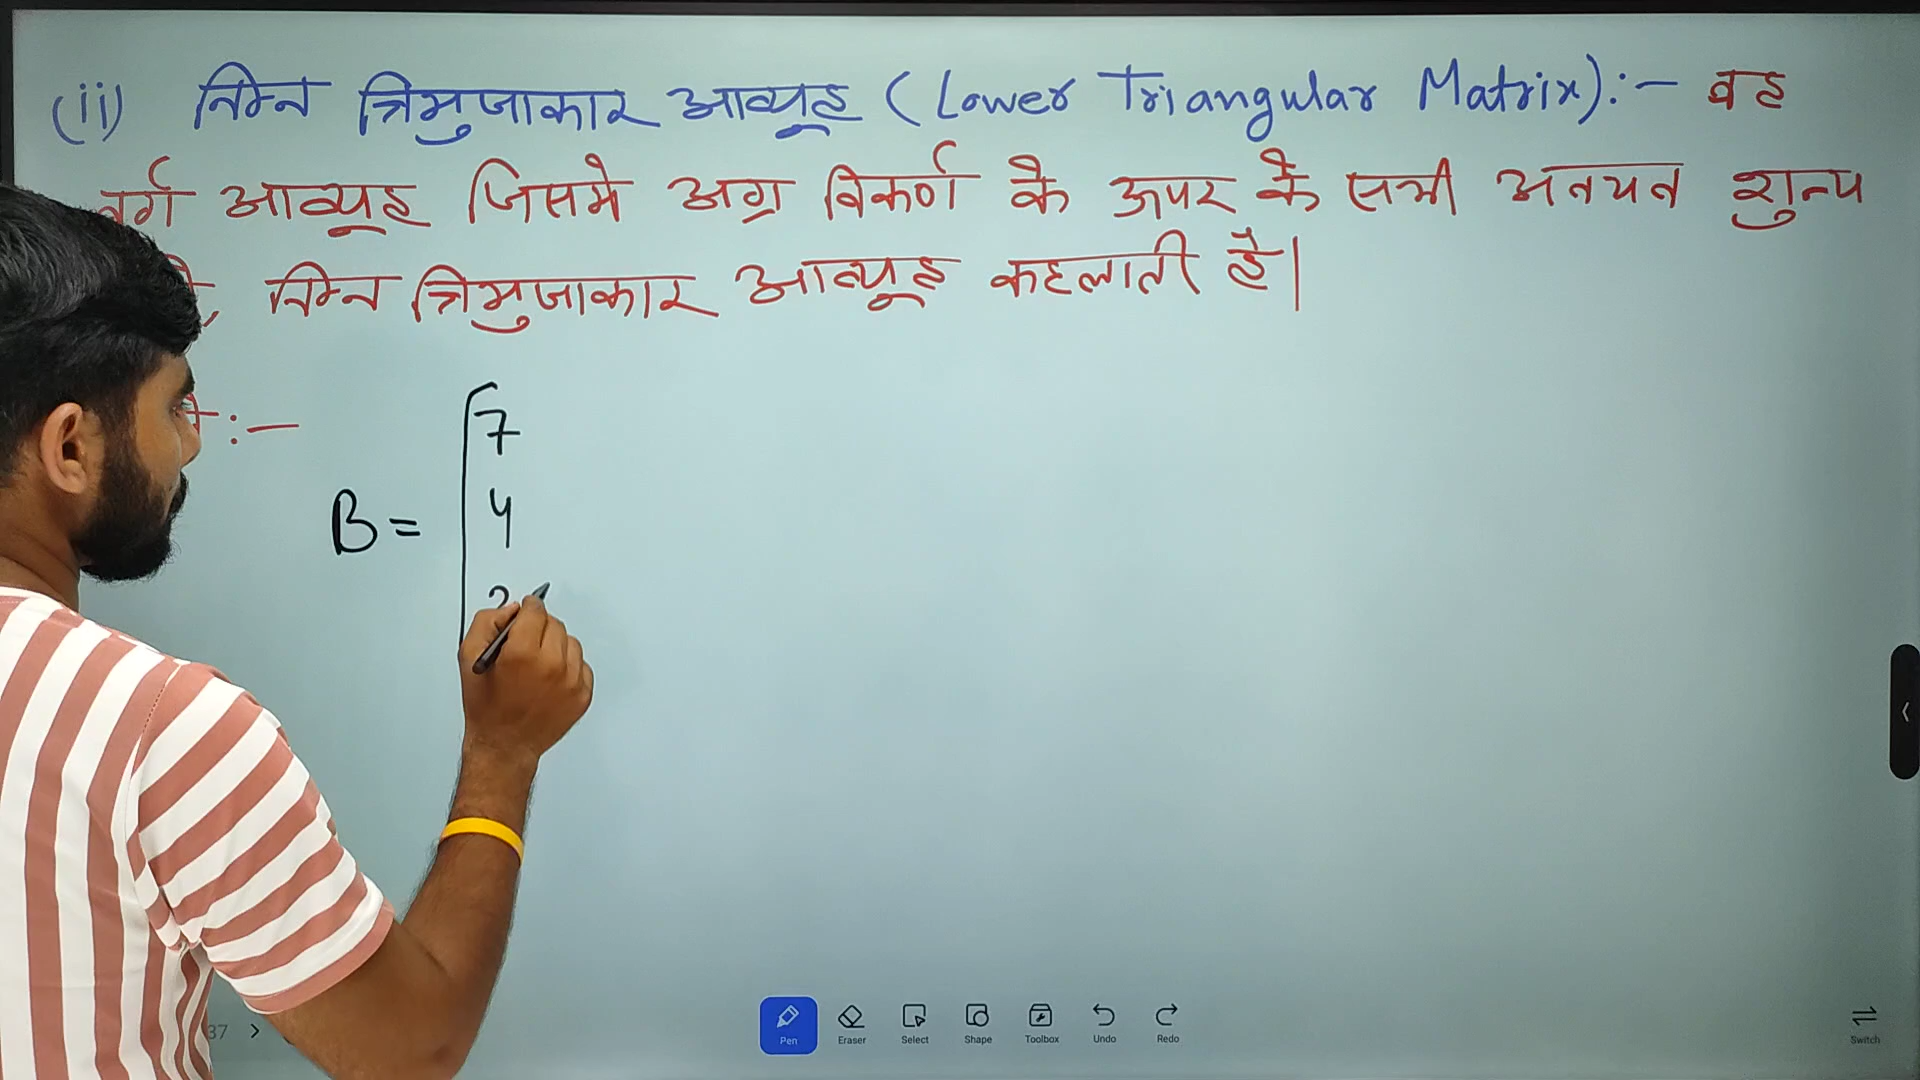 (ii) निम्न त्रिभुजाकार आव्यूह (Lower Triangular Matrix):- वह
वर्ग आव्यूह जिसमे अग्र विकर्ण के ऊपर के सभी अवयव शुन्य
, निम्न त्रिभुजाकार आव्यूह कहलाती है।
:-
7
B = 4
37 >
Pen Eraser Select Shape Toolbox Undo Redo Switch